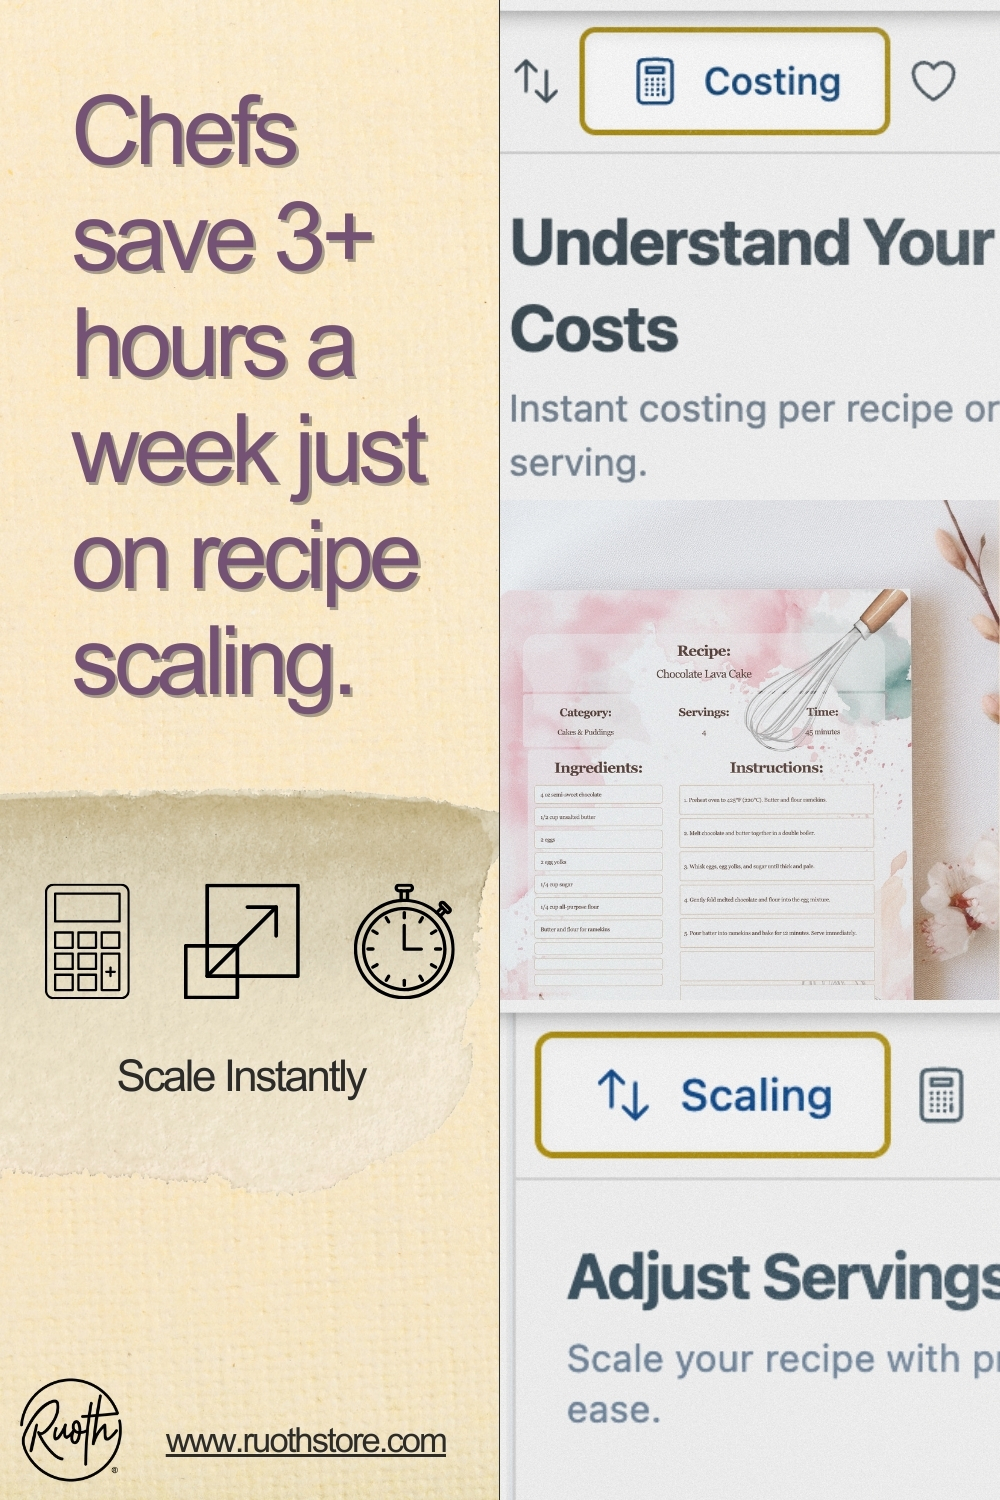 Chefs
save 3+
hours a
week just
on recipe
scaling.
Scale Instantly
Ruoth
®
www.ruothstore.com
Costing
Understand Your
Costs
Instant costing per recipe or
serving.
Recipe:
Chocolate Lava Cake
Category:
Cakes & Puddings
Servings:
4
Time:
45 minutes
Ingredients:
4 oz semi-sweet chocolate
1/2 cup unsalted butter
2 eggs
2 egg yolks
1/4 cup sugar
1/4 cup all-purpose flour
Butter and flour for ramekins
Instructions:
1. Preheat oven to 425°F (220°C). Butter and flour ramekins
2. Melt chocolate and butter together in a double boiler.
3. Whisk eggs, egg yolks, and sugar until thick and pale.
4. Gently fold melted chocolate and flour into the egg mixture.
5. Pour batter into ramekins and bake for 12 minutes. Serve immediately.
Scaling
Adjust Servings
Scale your recipe with pr
ease.